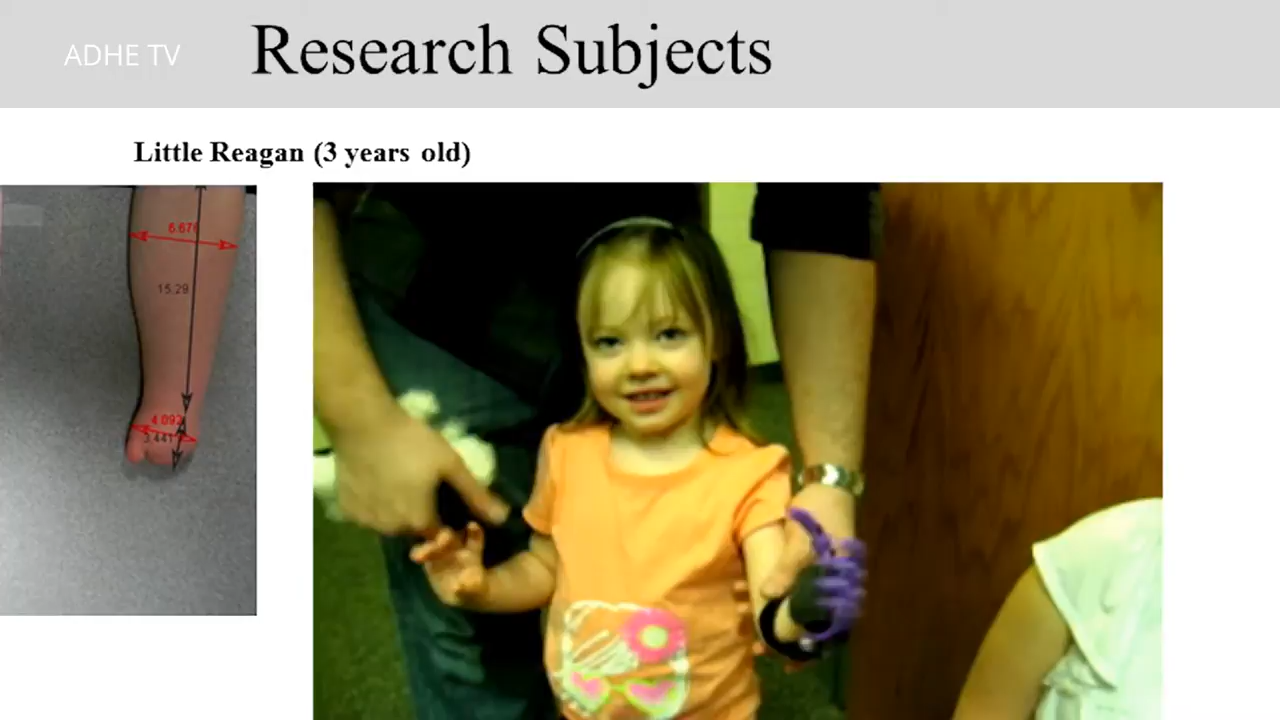 ADHE TV
Research Subjects
Little Reagan (3 years old)
6.676
15.29
4.092
3.441